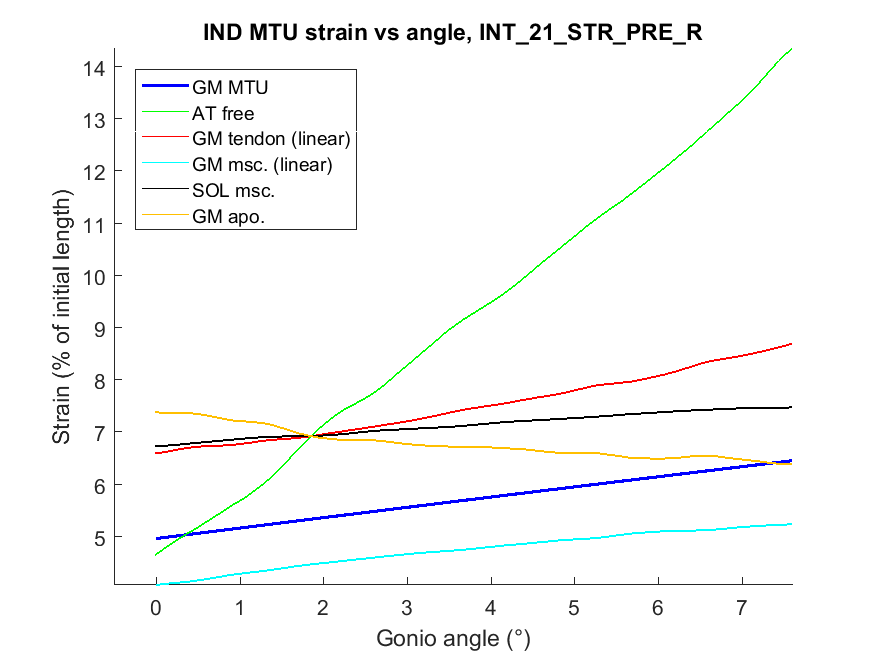 IND MTU strain vs angle, INT_21_STR_PRE_R
14
13
12
11
10
9
8
7
6
5
Strain (% of initial length)
GM MTU
AT free
GM tendon (linear)
GM msc. (linear)
SOL msc.
GM apo.
0 1 2 3 4 5 6 7
Gonio angle (°)